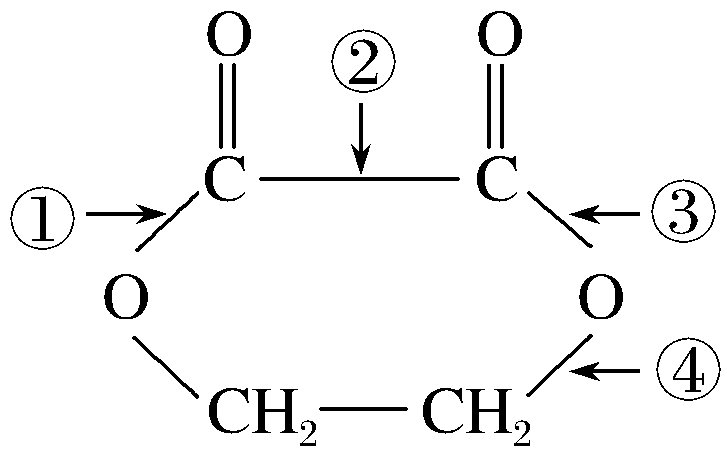 O O
②
C C
① ③
O O
④
CH₂ CH₂